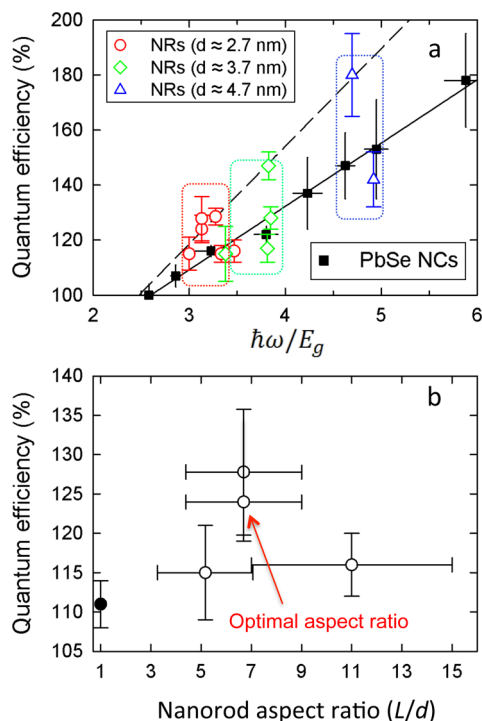 a
NRs (d ≈ 2.7 nm)
NRs (d ≈ 3.7 nm)
NRs (d ≈ 4.7 nm)
PbSe NCs
Quantum efficiency (%)
200
180
160
140
120
100
2 3 4 5 6
ℏω/E_g
b
Quantum efficiency (%)
140
135
130
125
120
115
110
105
Optimal aspect ratio
1 3 5 7 9 11 13 15
Nanorod aspect ratio (L/d)